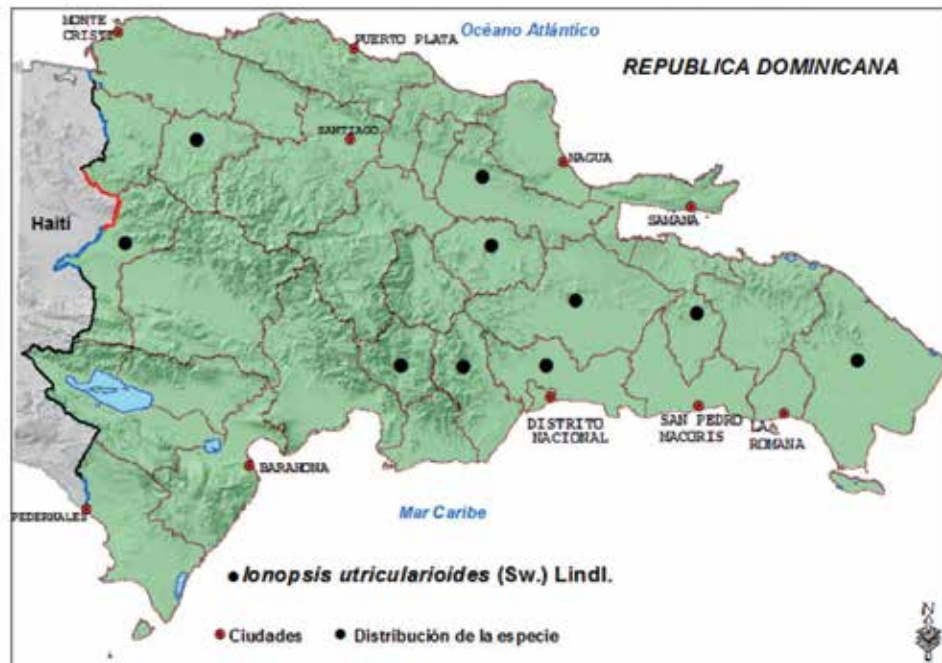 MONTE
CRISTI
Océano Atlántico
PUERTO PLATA
REPUBLICA DOMINICANA
SANTIAGO
NAGUA
SAMANA
Haití
DISTRITO
NACIONAL
SAN PEDRO
MACORIS
LA
ROMANA
BARAHONA
PEDERNALES
Mar Caribe
Ionopsis utricularioides (Sw.) Lindl.
Ciudades
Distribución de la especie
N